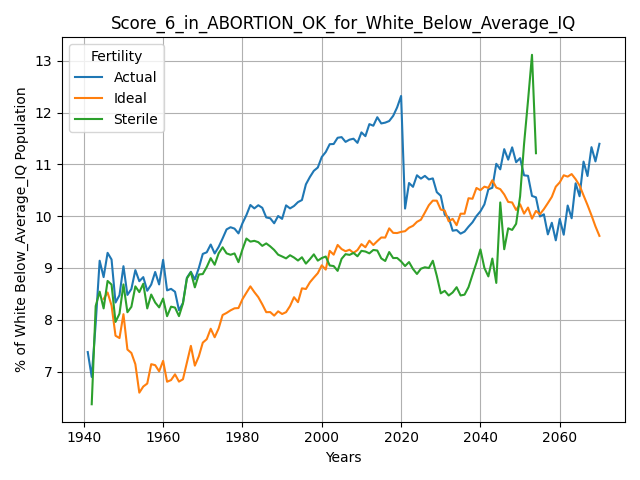 Score_6_in_ABORTION_OK_for_White_Below_Average_IQ
% of White Below_Average_IQ Population
13
12
11
10
9
8
7
Fertility
Actual
Ideal
Sterile
1940 1960 1980 2000 2020 2040 2060
Years